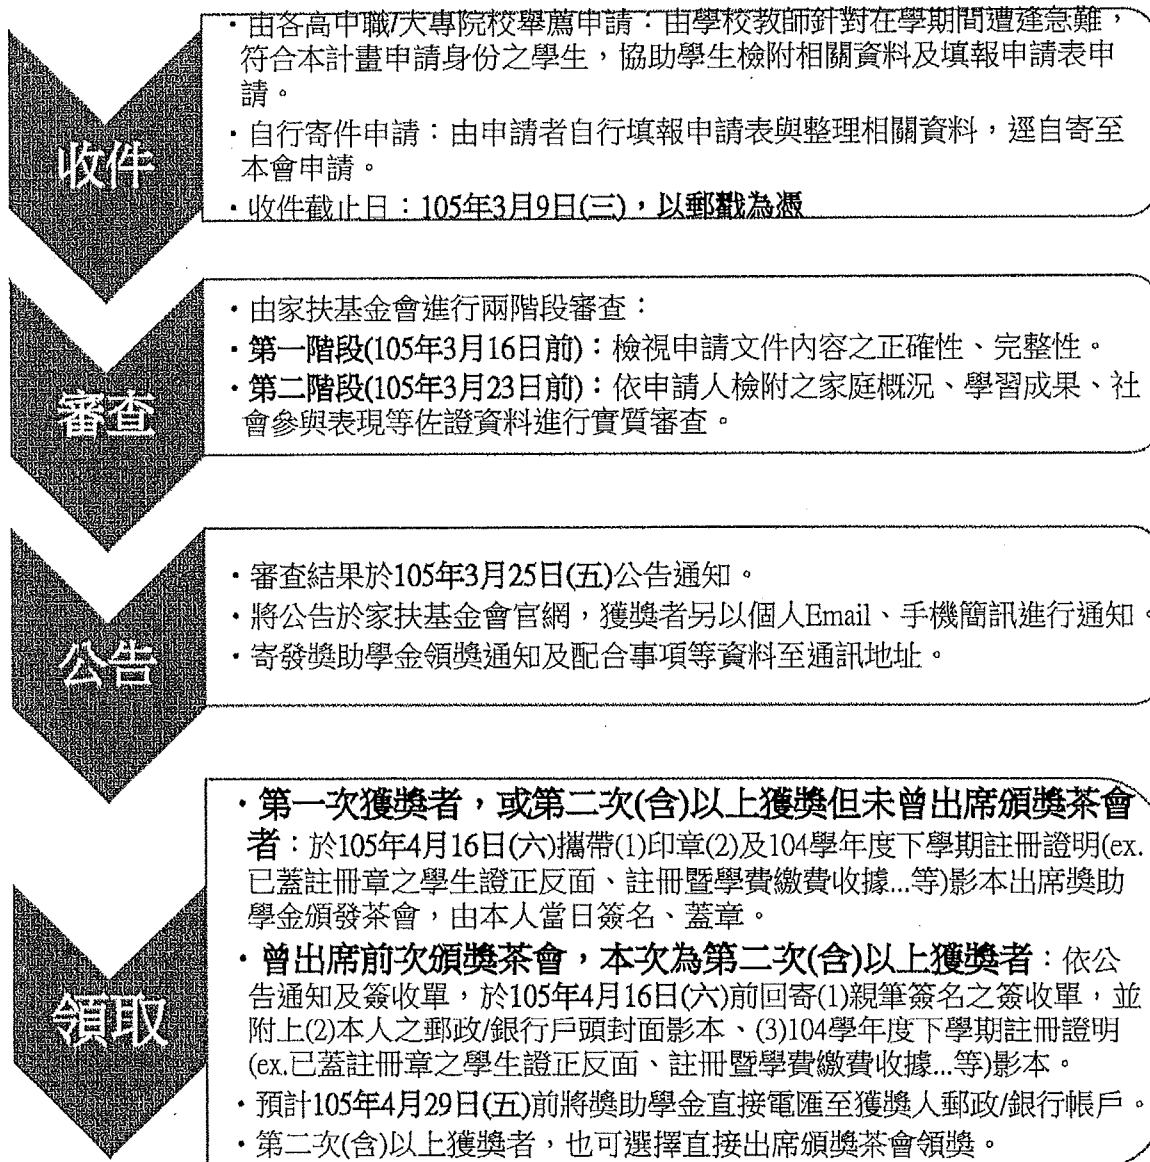 ・由各高中職/大專院校舉薦申請：由學校教師針對在學期間遭逢急難，
符合本計畫申請身份之學生，協助學生檢附相關資料及填報申請表申
請。
・自行寄件申請：由申請者自行填報申請表與整理相關資料，逕自寄至
本會申請。
・收件截止日：105年3月9日(三)，以郵戳為憑
收件
・由家扶基金會進行兩階段審查：
・第一階段(105年3月16日前)：檢視申請文件內容之正確性、完整性。
・第二階段(105年3月23日前)：依申請人檢附之家庭概況、學習成果、社
會參與表現等佐證資料進行實質審查。
審查
・審查結果於105年3月25日(五)公告通知。
・將公告於家扶基金會官網，獲獎者另以個人Email、手機簡訊進行通知。
・寄發獎助學金領獎通知及配合事項等資料至通訊地址。
公告
・第一次獲獎者，或第二次(含)以上獲獎但未曾出席頒獎茶會
者：於105年4月16日(六)攜帶(1)印章(2)及104學年度下學期註冊證明(ex.
已蓋註冊章之學生證正反面、註冊暨學費繳費收據...等)影本出席獎助
學金頒發茶會，由本人當日簽名、蓋章。
・曾出席前次頒獎茶會，本次為第二次(含)以上獲獎者：依公
告通知及簽收單，於105年4月16日(六)前回寄(1)親筆簽名之簽收單，並
附上(2)本人之郵政/銀行戶頭封面影本、(3)104學年度下學期註冊證明
(ex.已蓋註冊章之學生證正反面、註冊暨學費繳費收據...等)影本。
・預計105年4月29日(五)前將獎助學金直接電匯至獲獎人郵政/銀行帳戶。
・第二次(含)以上獲獎者，也可選擇直接出席頒獎茶會領獎。
領取